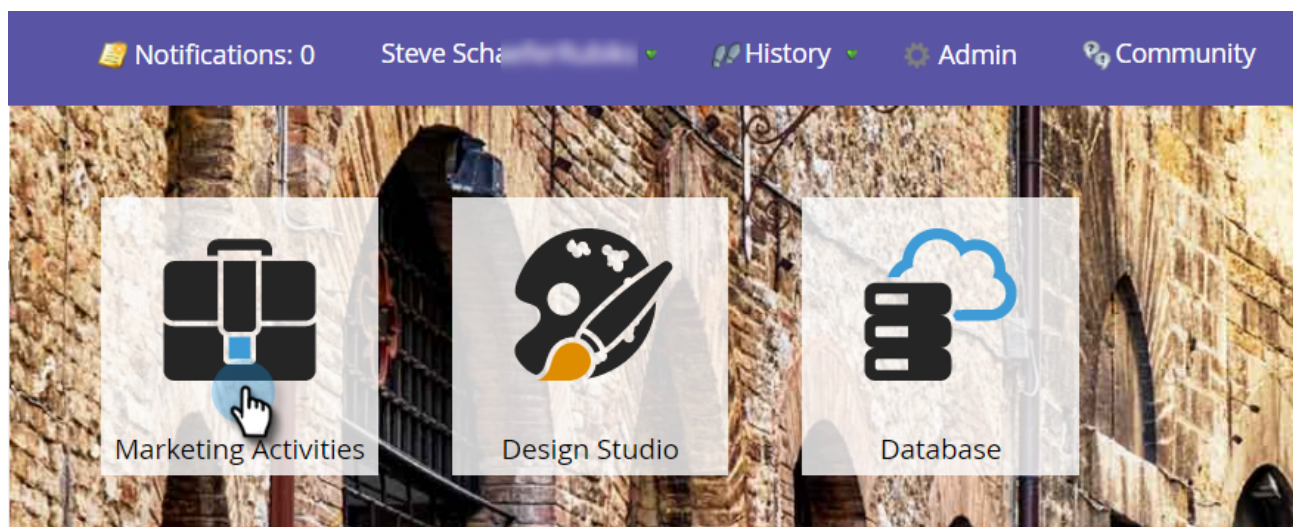 Notifications: 0 Steve Scha History Admin Community
Marketing Activities Design Studio Database